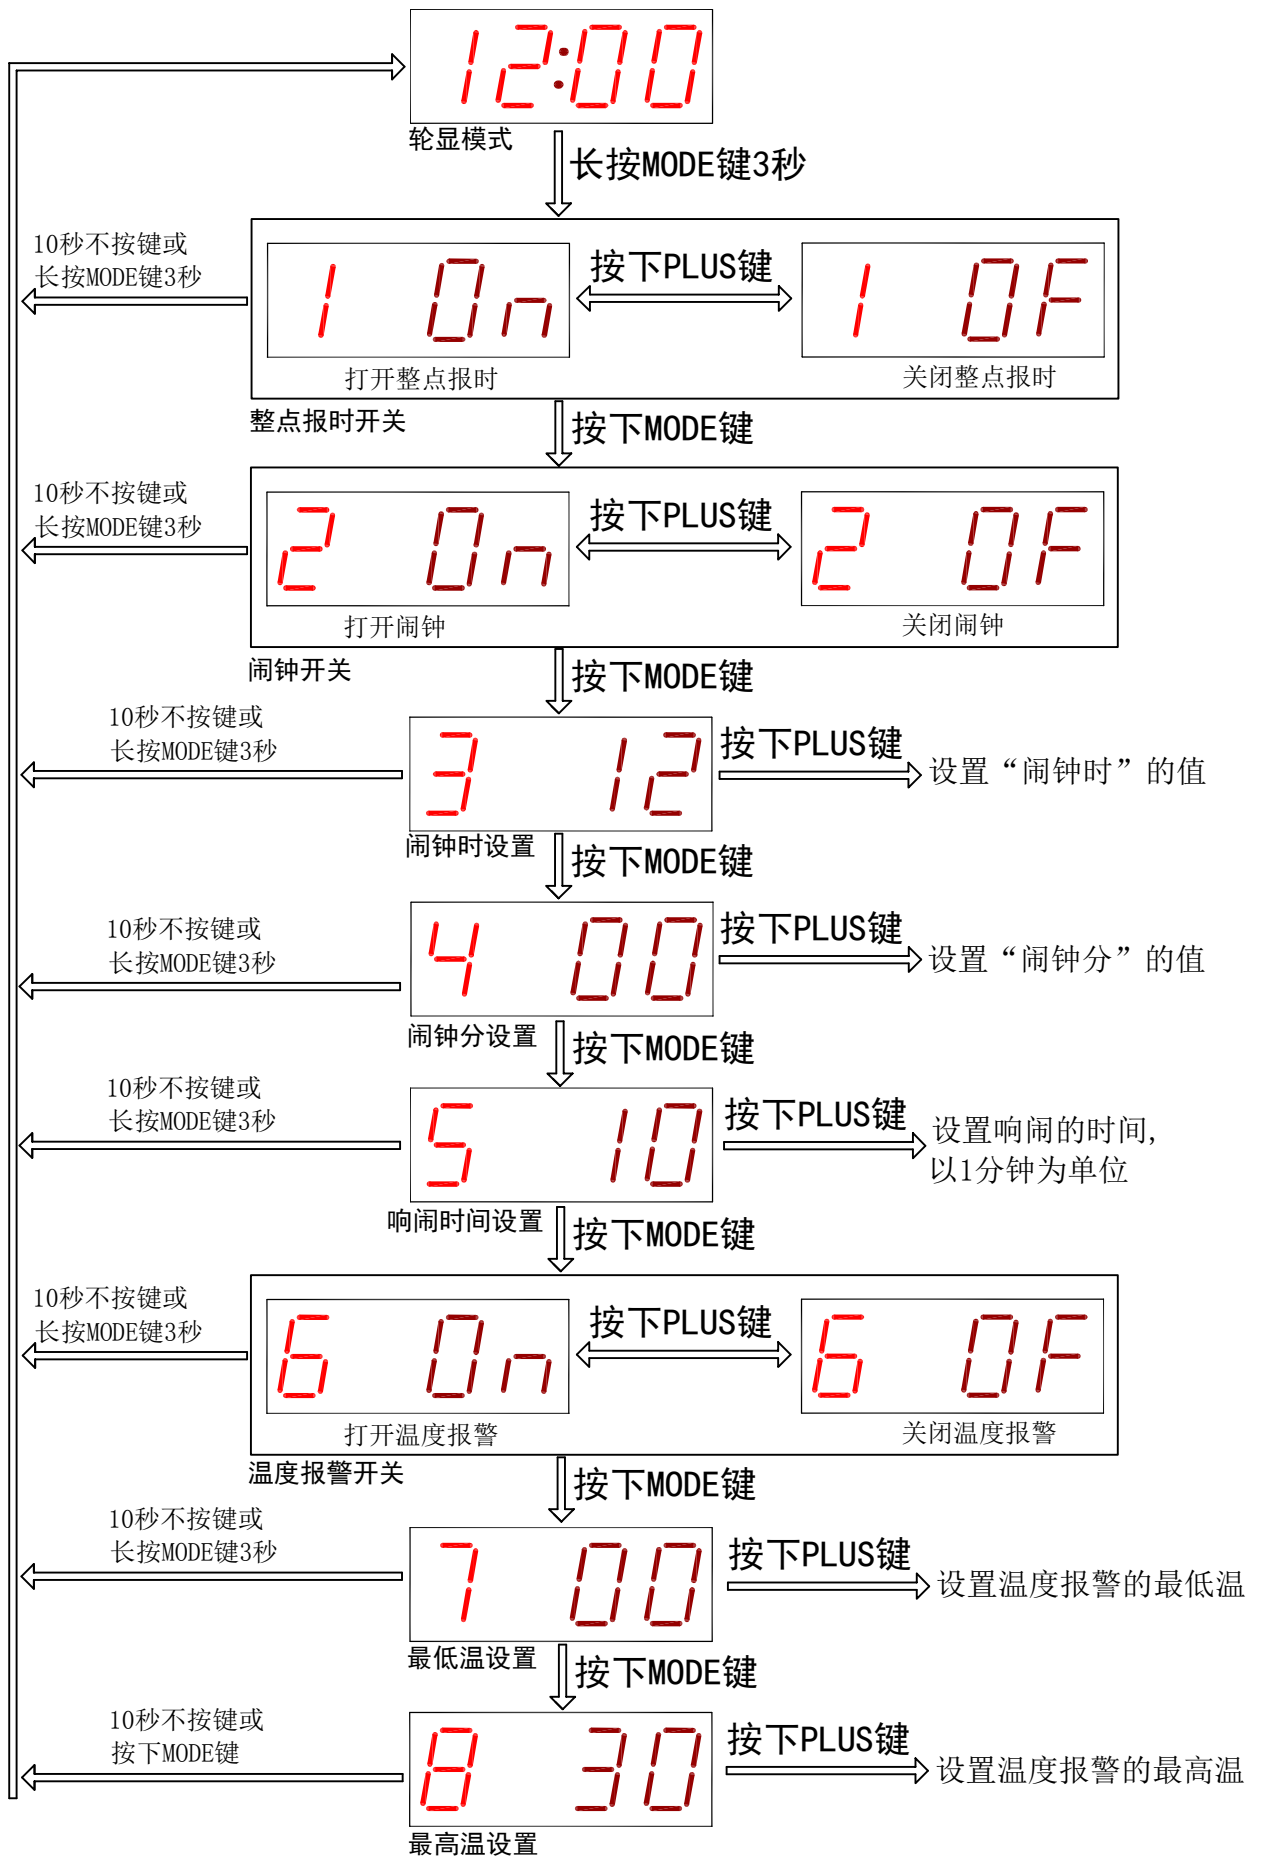 12:00
轮显模式
长按MODE键3秒
10秒不按键或
长按MODE键3秒
1 0n
按下PLUS键
1 0F
打开整点报时
关闭整点报时
整点报时开关
按下MODE键
10秒不按键或
长按MODE键3秒
2 0n
按下PLUS键
2 0F
打开闹钟
关闭闹钟
闹钟开关
按下MODE键
10秒不按键或
长按MODE键3秒
3 12
按下PLUS键
设置“闹钟时”的值
闹钟时设置
按下MODE键
10秒不按键或
长按MODE键3秒
4 00
按下PLUS键
设置“闹钟分”的值
闹钟分设置
按下MODE键
10秒不按键或
长按MODE键3秒
5 10
按下PLUS键
设置响闹的时间,
以1分钟为单位
响闹时间设置
按下MODE键
10秒不按键或
长按MODE键3秒
6 0n
按下PLUS键
6 0F
打开温度报警
关闭温度报警
温度报警开关
按下MODE键
10秒不按键或
长按MODE键3秒
7 00
按下PLUS键
设置温度报警的最低温
最低温设置
按下MODE键
10秒不按键或
按下MODE键
8 30
按下PLUS键
设置温度报警的最高温
最高温设置